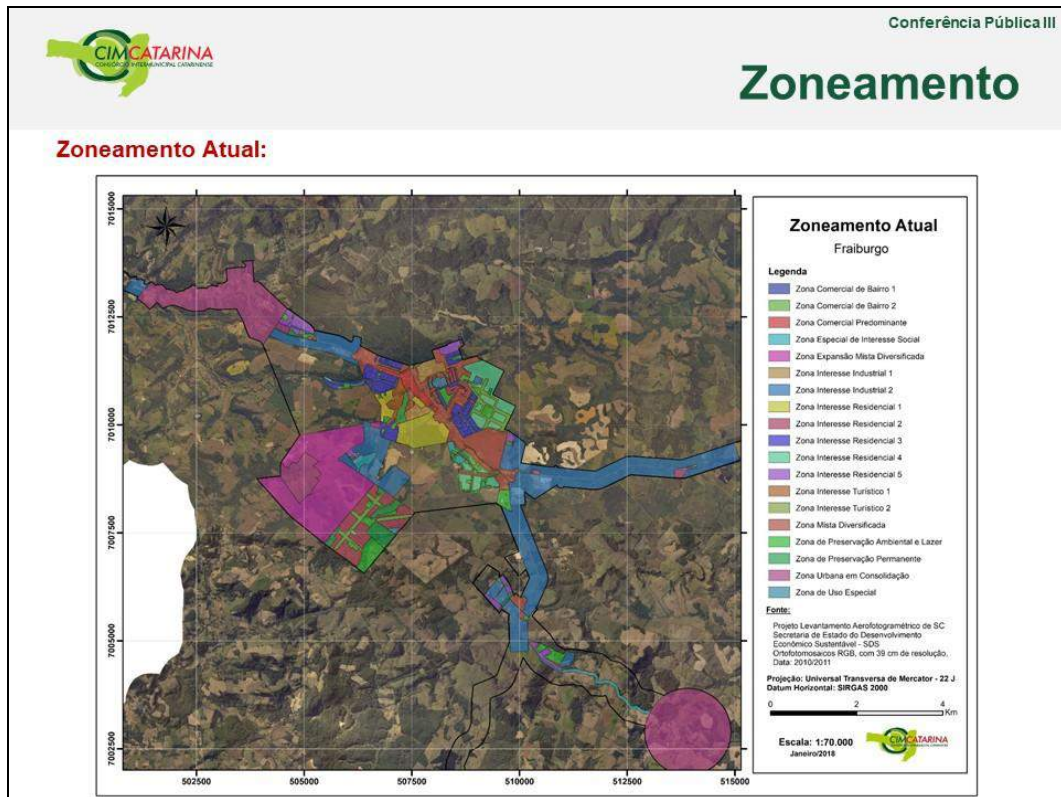 Conferência Pública III
CIMCATARINA
CONSÓRCIO INTERMUNICIPAL CATARINENSE
Zoneamento
Zoneamento Atual:
7015000
7012500
7010000
7007500
7005000
7002500
502500
505000
507500
510000
512500
515000
Zoneamento Atual
Fraiburgo
Legenda
Zona Comercial de Bairro 1
Zona Comercial de Bairro 2
Zona Comercial Predominante
Zona Especial de Interesse Social
Zona Expansão Mista Diversificada
Zona Interesse Industrial 1
Zona Interesse Industrial 2
Zona Interesse Residencial 1
Zona Interesse Residencial 2
Zona Interesse Residencial 3
Zona Interesse Residencial 4
Zona Interesse Residencial 5
Zona Interesse Turístico 1
Zona Interesse Turístico 2
Zona Mista Diversificada
Zona de Preservação Ambiental e Lazer
Zona de Preservação Permanente
Zona Urbana em Consolidação
Zona de Uso Especial
Fonte:
Projeto Levantamento Aerofotogramétrico de SC
Secretaria de Estado do Desenvolvimento
Econômico Sustentável - SDS
Ortofotomosaicos RGB, com 39 cm de resolução.
Data: 2010/2011
Projeção: Universal Transversa de Mercator - 22 J
Datum Horizontal: SIRGAS 2000
0 2 4
Km
Escala: 1:70.000
Janeiro/2018
CIMCATARINA